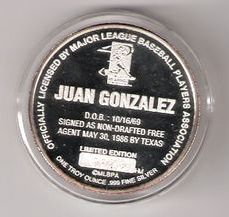 OFFICIALLY LICENSED BY MAJOR LEAGUE BASEBALL PLAYERS ASSOCIATION
JUAN GONZALEZ
D.O.B.: 10/16/69
SIGNED AS NON-DRAFTED FREE
AGENT MAY 30, 1986 BY TEXAS
LIMITED EDITION
©MLBPA
ONE TROY OUNCE .999 FINE SILVER